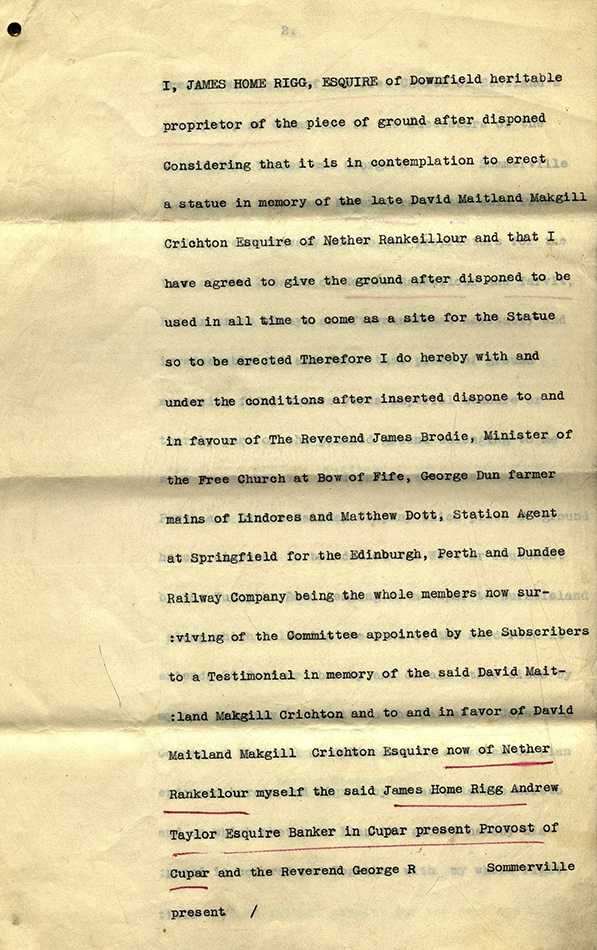 2.
I, JAMES HOME RIGG, ESQUIRE of Downfield heritable
proprietor of the piece of ground after disponed
Considering that it is in contemplation to erect
a statue in memory of the late David Maitland Makgill
Crichton Esquire of Nether Rankeillour and that I
have agreed to give the ground after disponed to be
used in all time to come as a site for the Statue
so to be erected Therefore I do hereby with and
under the conditions after inserted dispone to and
in favour of The Reverend James Brodie, Minister of
the Free Church at Bow of Fife, George Dun farmer
mains of Lindores and Matthew Dott, Station Agent
at Springfield for the Edinburgh, Perth and Dundee
Railway Company being the whole members now sur-
:viving of the Committee appointed by the Subscribers
to a Testimonial in memory of the said David Mait-
:land Makgill Crichton and to and in favor of David
Maitland Makgill Crichton Esquire now of Nether
Rankeilour myself the said James Home Rigg Andrew
Taylor Esquire Banker in Cupar present Provost of
Cupar and the Reverend George R Sommerville
present /